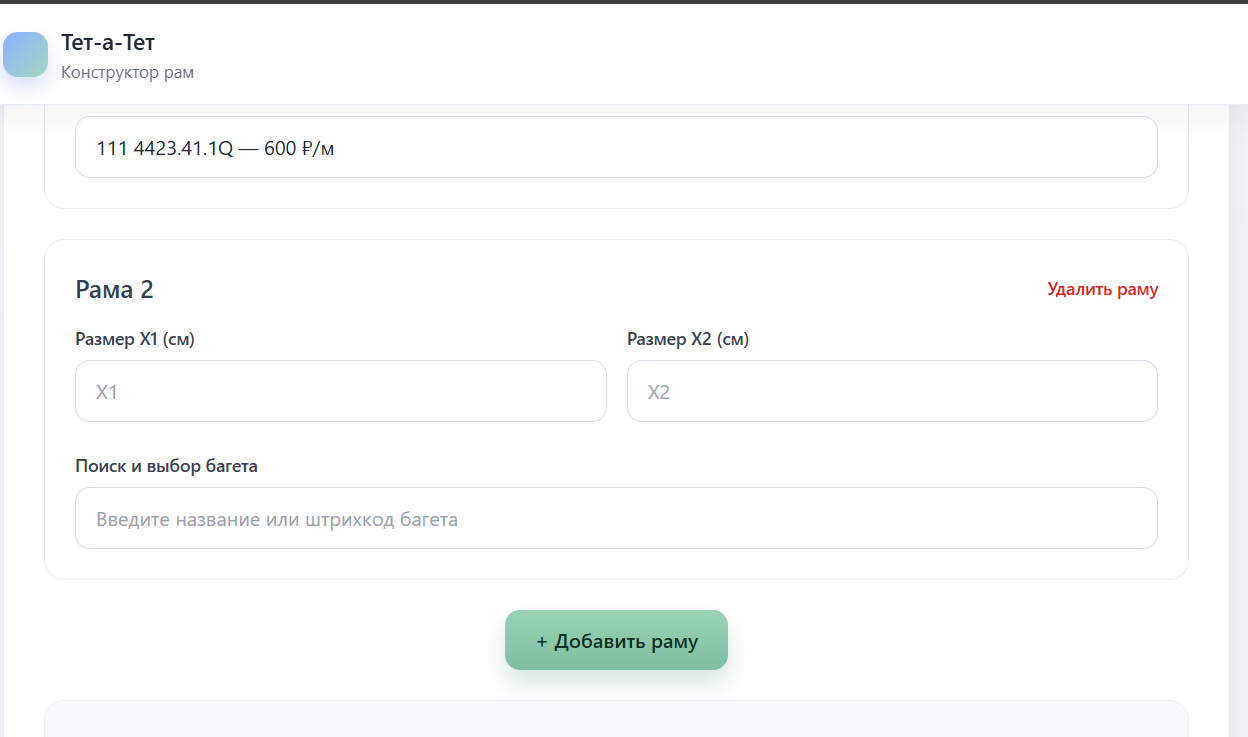 Тет-а-Тет
Конструктор рам
111 4423.41.1Q — 600 ₽/м
Рама 2
Удалить раму
Размер X1 (см)
Размер X2 (см)
X1
X2
Поиск и выбор багета
Введите название или штрихкод багета
+ Добавить раму